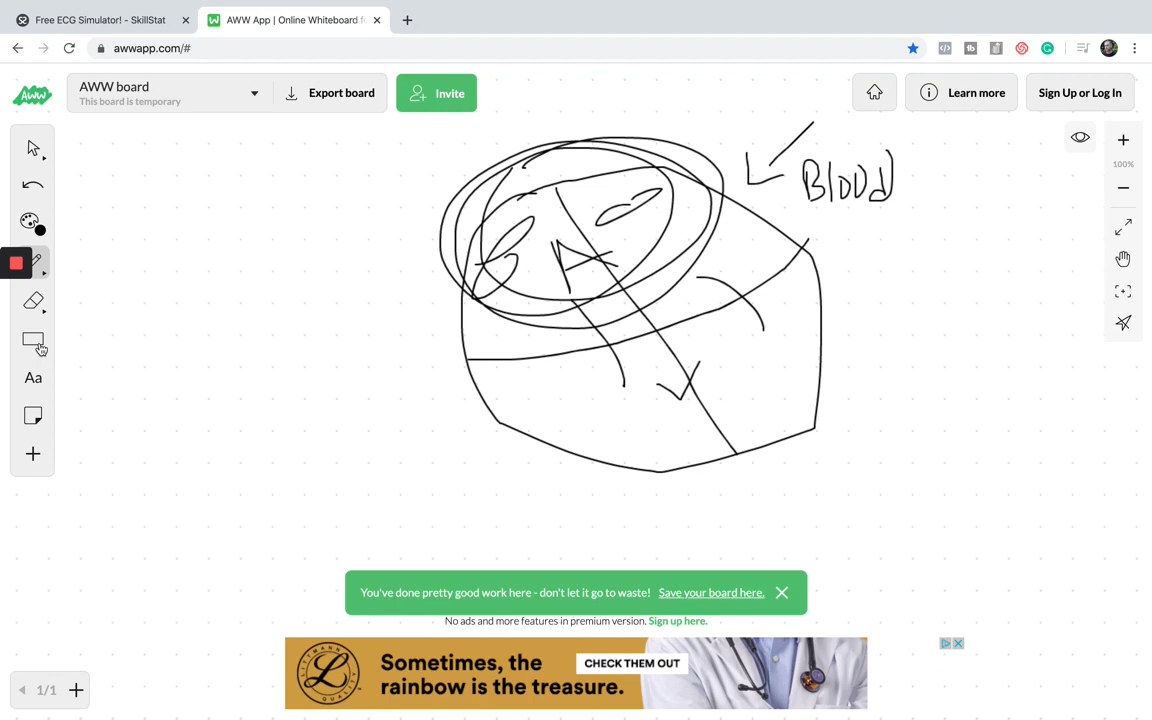 Free ECG Simulator! - SkillStat
AWW App | Online Whiteboard f
awwapp.com/#
AWW
AWW board
This board is temporary
Export board
Invite
Learn more
Sign Up or Log In
100%
Blood
A
Aa
You've done pretty good work here - don't let it go to waste! Save your board here.
No ads and more features in premium version. Sign up here.
LITTMANN
QUALITY
Sometimes, the
rainbow is the treasure.
CHECK THEM OUT
1/1